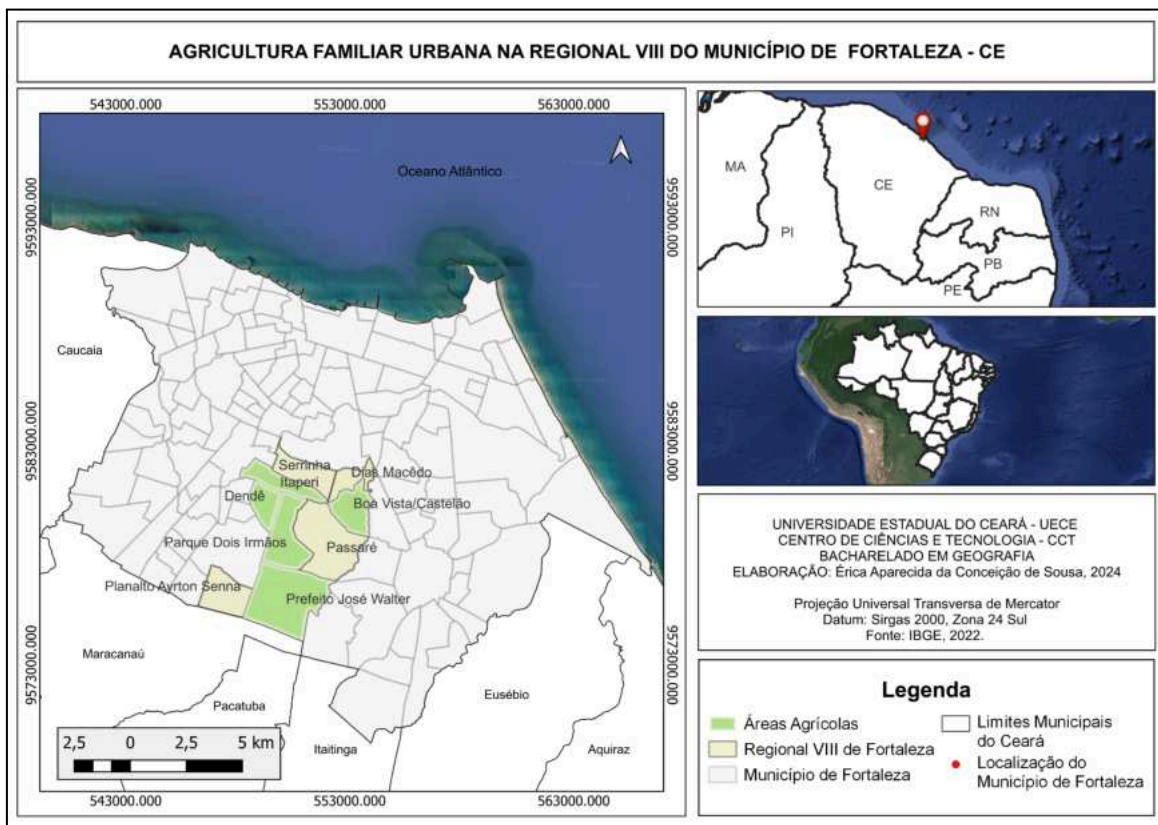 AGRICULTURA FAMILIAR URBANA NA REGIONAL VIII DO MUNICÍPIO DE FORTALEZA - CE
543000.000
553000.000
563000.000
9593000.000
9583000.000
9573000.000
9593000.000
9583000.000
9573000.000
Oceano Atlântico
Caucaia
Serrinha
Itaperi
Dias Macêdo
Dendê
Boa Vista/Castelão
Parque Dois Irmãos
Passaré
Planalto Ayrton Senna
Prefeito José Walter
Maracanaú
Pacatuba
Itaitinga
Eusébio
Aquiraz
2,5 0 2,5 5 km
543000.000
553000.000
563000.000
MA
PI
CE
RN
PB
PE
UNIVERSIDADE ESTADUAL DO CEARÁ - UECE
CENTRO DE CIÊNCIAS E TECNOLOGIA - CCT
BACHARELADO EM GEOGRAFIA
ELABORAÇÃO: Érica Aparecida da Conceição de Sousa, 2024
Projeção Universal Transversa de Mercator
Datum: Sirgas 2000, Zona 24 Sul
Fonte: IBGE, 2022.
Legenda
Áreas Agrícolas
Regional VIII de Fortaleza
Município de Fortaleza
Limites Municipais
do Ceará
Localização do
Município de Fortaleza